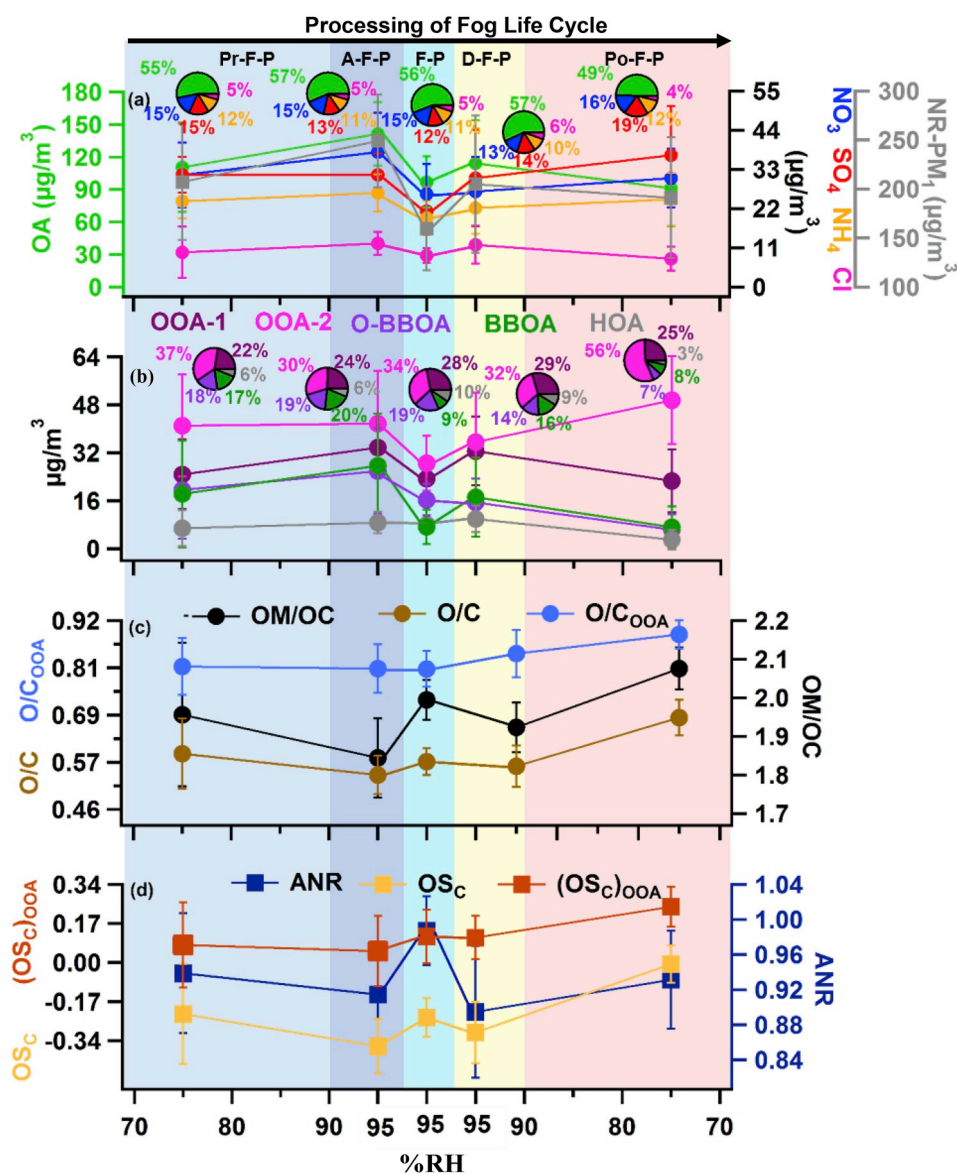 Processing of Fog Life Cycle
Pr-F-P A-F-P F-P D-F-P Po-F-P
(a)
55% 5% 12% 15% 15%
57% 5% 11% 13% 15%
56% 5% 11% 12% 15%
57% 6% 10% 14% 13%
49% 4% 12% 19% 16%
OA (µg/m³)
180
150
120
90
60
30
0
55
44
33
22
11
0
(µg/m³)
NO₃ SO₄ NH₄ Cl
300
250
200
150
100
NR-PM₁ (µg/m³)
(b)
OOA-1 OOA-2 O-BBOA BBOA HOA
37% 22% 6% 17% 18%
30% 24% 6% 20% 19%
34% 28% 10% 9% 19%
32% 29% 9% 16% 14%
56% 25% 3% 8% 7%
µg/m³
64
48
32
16
0
(c)
OM/OC O/C O/C_OOA
O/C O/C_OOA
0.92
0.81
0.69
0.57
0.46
2.2
2.1
2.0
1.9
1.8
1.7
OM/OC
(d)
ANR OS_C (OS_C)_OOA
OS_C (OS_C)_OOA
0.34
0.17
0.00
-0.17
-0.34
1.04
1.00
0.96
0.92
0.88
0.84
ANR
70 80 90 95 95 95 90 80 70
%RH